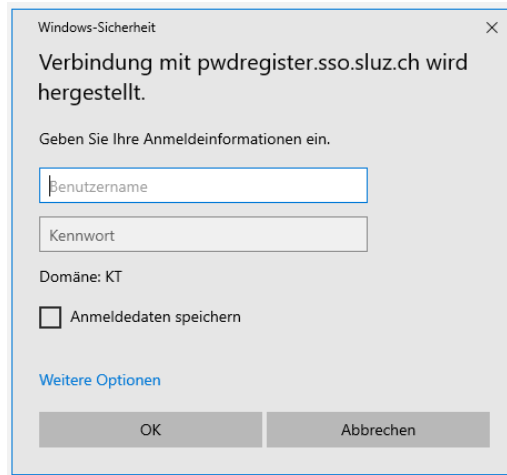 Windows-Sicherheit
Verbindung mit pwdregister.sso.sluz.ch wird
hergestellt.
Geben Sie Ihre Anmeldeinformationen ein.
Benutzername
Kennwort
Domäne: KT
Anmeldedaten speichern
Weitere Optionen
OK
Abbrechen